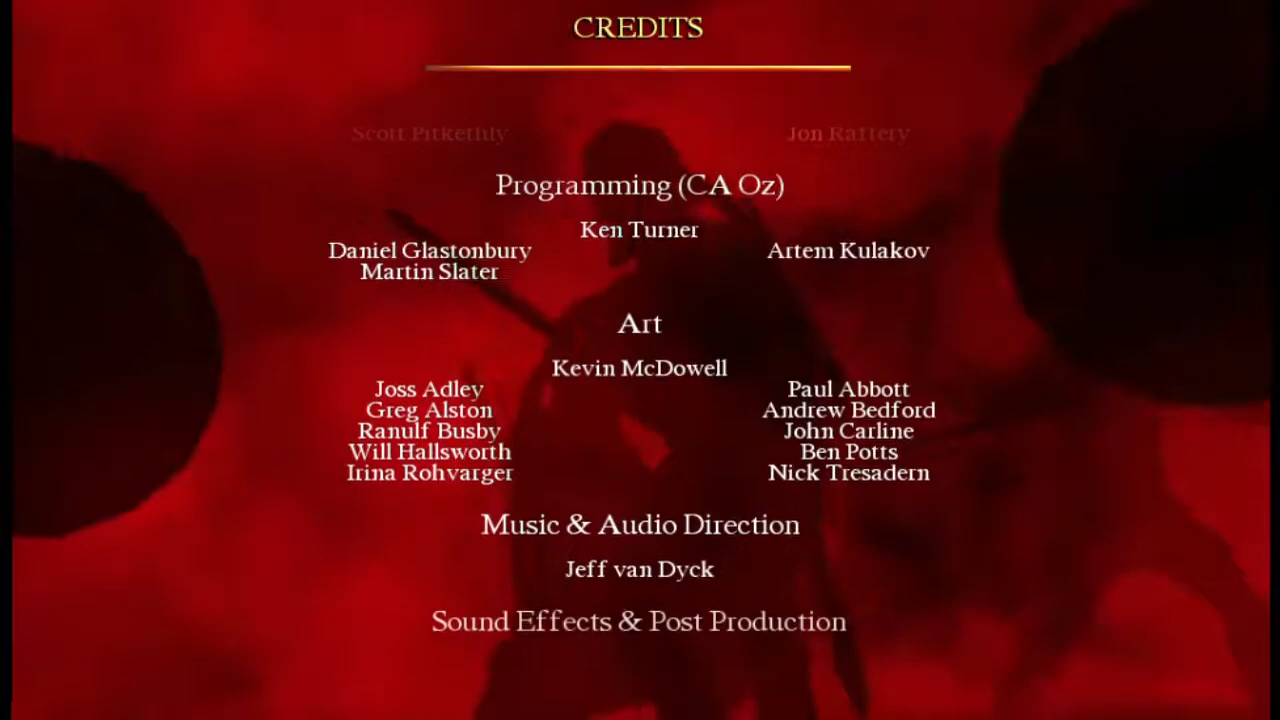 CREDITS
Scott Pitkethly Jon Raftery
Programming (CA Oz)
Ken Turner
Daniel Glastonbury Artem Kulakov
Martin Slater
Art
Kevin McDowell
Joss Adley Paul Abbott
Greg Alston Andrew Bedford
Ranulf Busby John Carline
Will Hallsworth Ben Potts
Irina Rohvarger Nick Tresadern
Music & Audio Direction
Jeff van Dyck
Sound Effects & Post Production